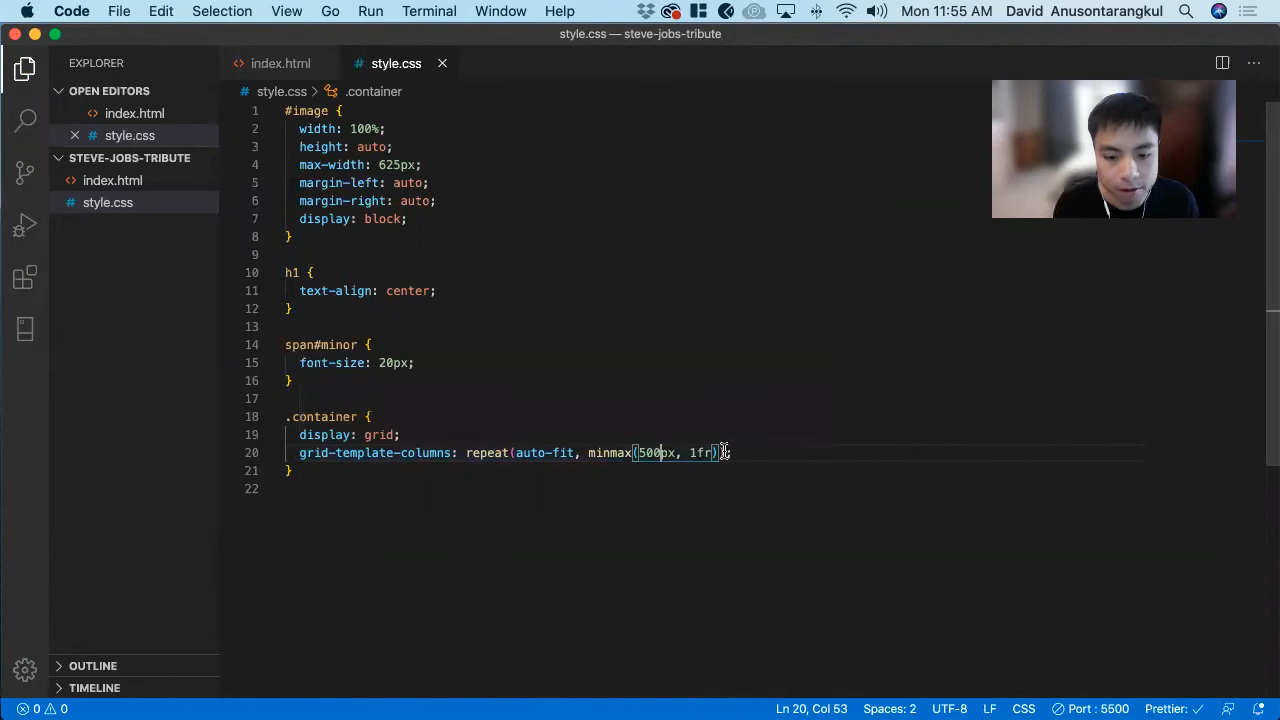 Code File Edit Selection View Go Run Terminal Window Help Mon 11:55 AM David Anusontarangkul
style.css — steve-jobs-tribute
EXPLORER
OPEN EDITORS
index.html
style.css
STEVE-JOBS-TRIBUTE
index.html
style.css
OUTLINE
TIMELINE
index.html style.css
style.css > .container
1 #image {
2 width: 100%;
3 height: auto;
4 max-width: 625px;
5 margin-left: auto;
6 margin-right: auto;
7 display: block;
8 }
9
10 h1 {
11 text-align: center;
12 }
13
14 span#minor {
15 font-size: 20px;
16 }
17
18 .container {
19 display: grid;
20 grid-template-columns: repeat(auto-fit, minmax(500px, 1fr));
21 }
22
0 0 Ln 20, Col 53 Spaces: 2 UTF-8 LF CSS Port : 5500 Prettier: ✓